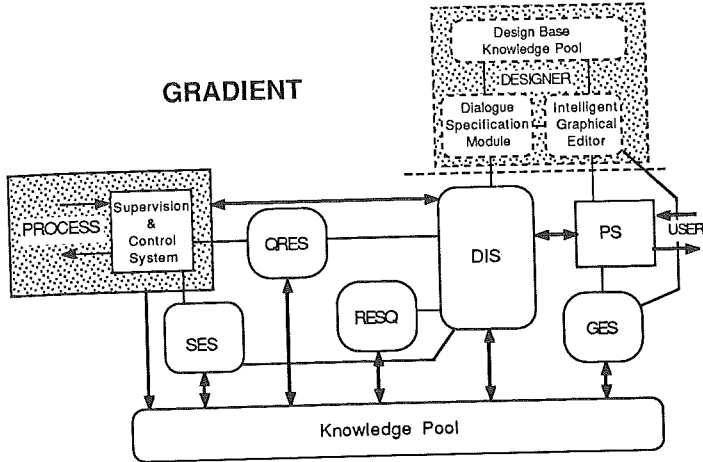 Design Base
Knowledge Pool
DESIGNER
GRADIENT
Dialogue
Specification
Module
Intelligent
Graphical
Editor
PROCESS
Supervision
&
Control
System
QRES
DIS
PS
USER
SES
RESQ
GES
Knowledge Pool